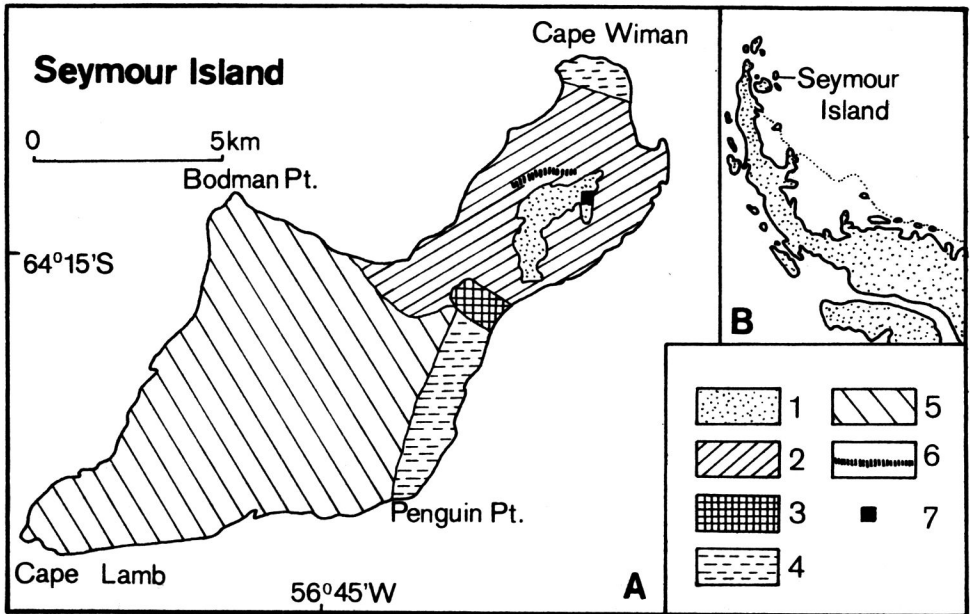 Seymour Island
Cape Wiman
0 5km
Bodman Pt.
64°15'S
Penguin Pt.
Cape Lamb
56°45'W
A
Seymour
Island
B
1
2
3
4
5
6
7